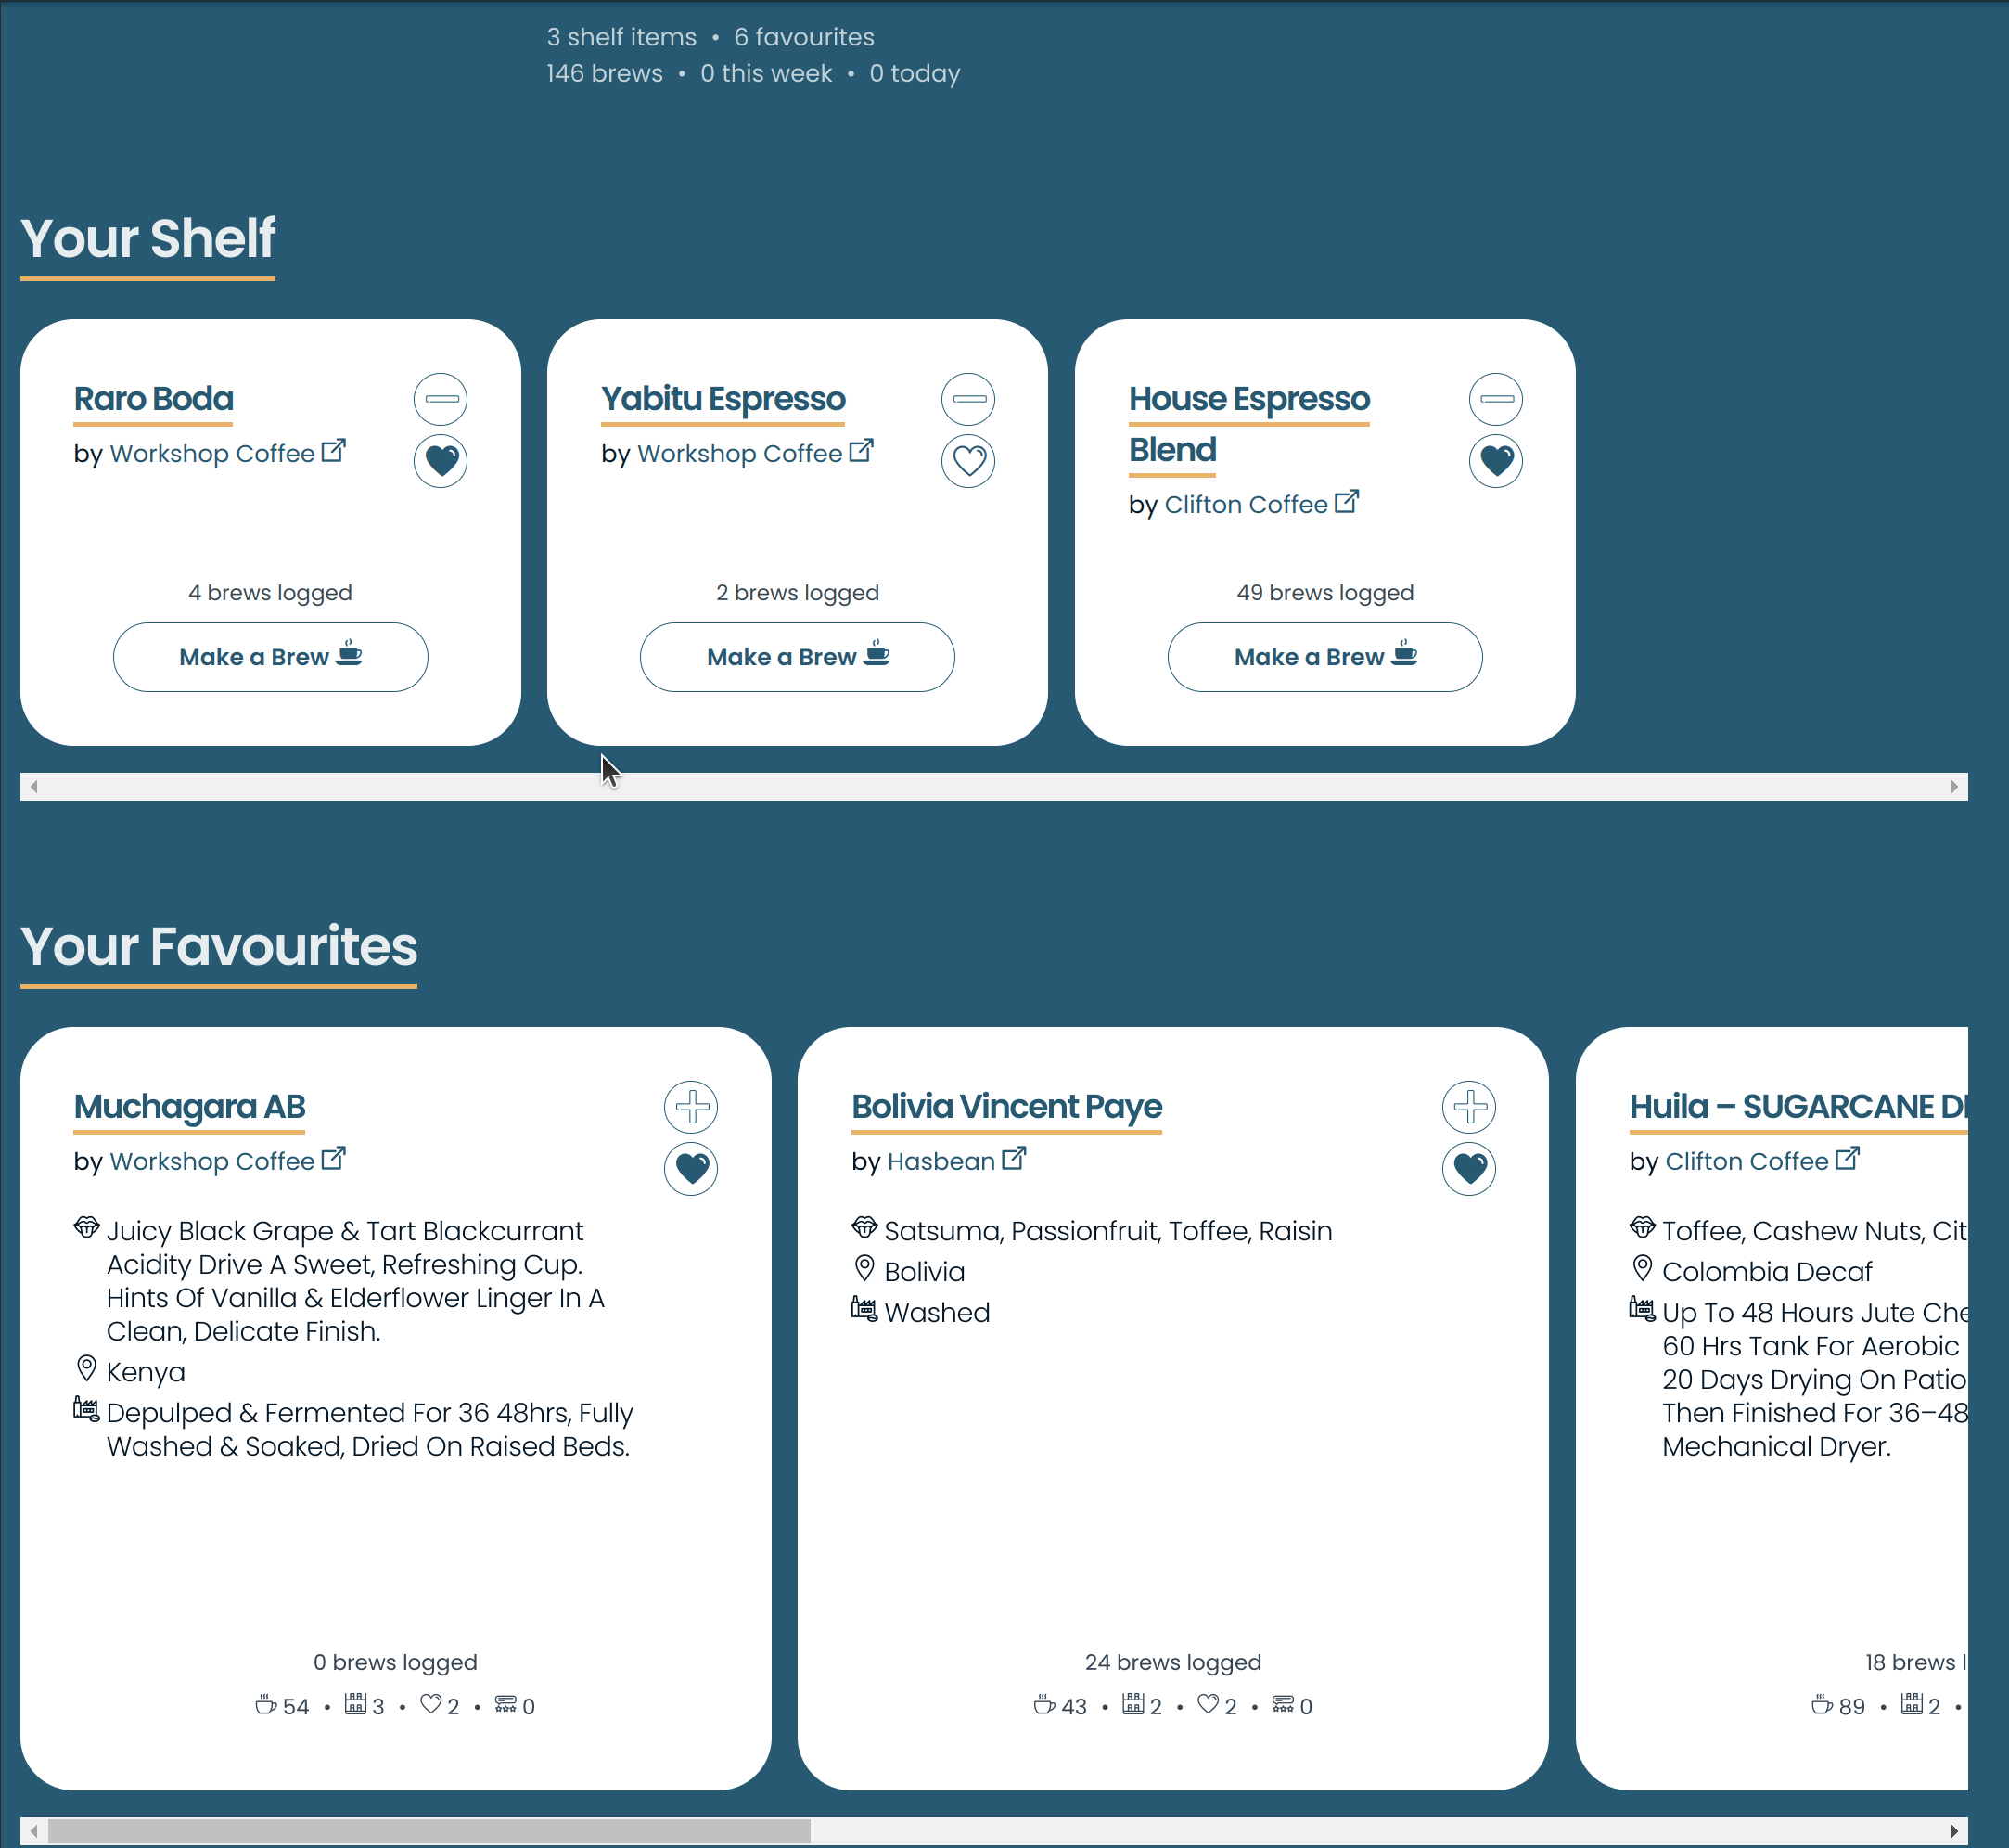 3 shelf items • 6 favourites
146 brews • 0 this week • 0 today
Your Shelf
Raro Boda
by Workshop Coffee
4 brews logged
Make a Brew
Yabitu Espresso
by Workshop Coffee
2 brews logged
Make a Brew
House Espresso
Blend
by Clifton Coffee
49 brews logged
Make a Brew
Your Favourites
Muchagara AB
by Workshop Coffee
Juicy Black Grape & Tart Blackcurrant
Acidity Drive A Sweet, Refreshing Cup.
Hints Of Vanilla & Elderflower Linger In A
Clean, Delicate Finish.
Kenya
Depulped & Fermented For 36 48hrs, Fully
Washed & Soaked, Dried On Raised Beds.
0 brews logged
54 • 3 • 2 • 0
Bolivia Vincent Paye
by Hasbean
Satsuma, Passionfruit, Toffee, Raisin
Bolivia
Washed
24 brews logged
43 • 2 • 2 • 0
Huila – SUGARCANE
by Clifton Coffee
Toffee, Cashew Nuts,
Colombia Decaf
Up To 48 Hours Jute
60 Hrs Tank For Aerobic
20 Days Drying On Patio
Then Finished For 36–48
Mechanical Dryer.
18 brews
89 • 2 •